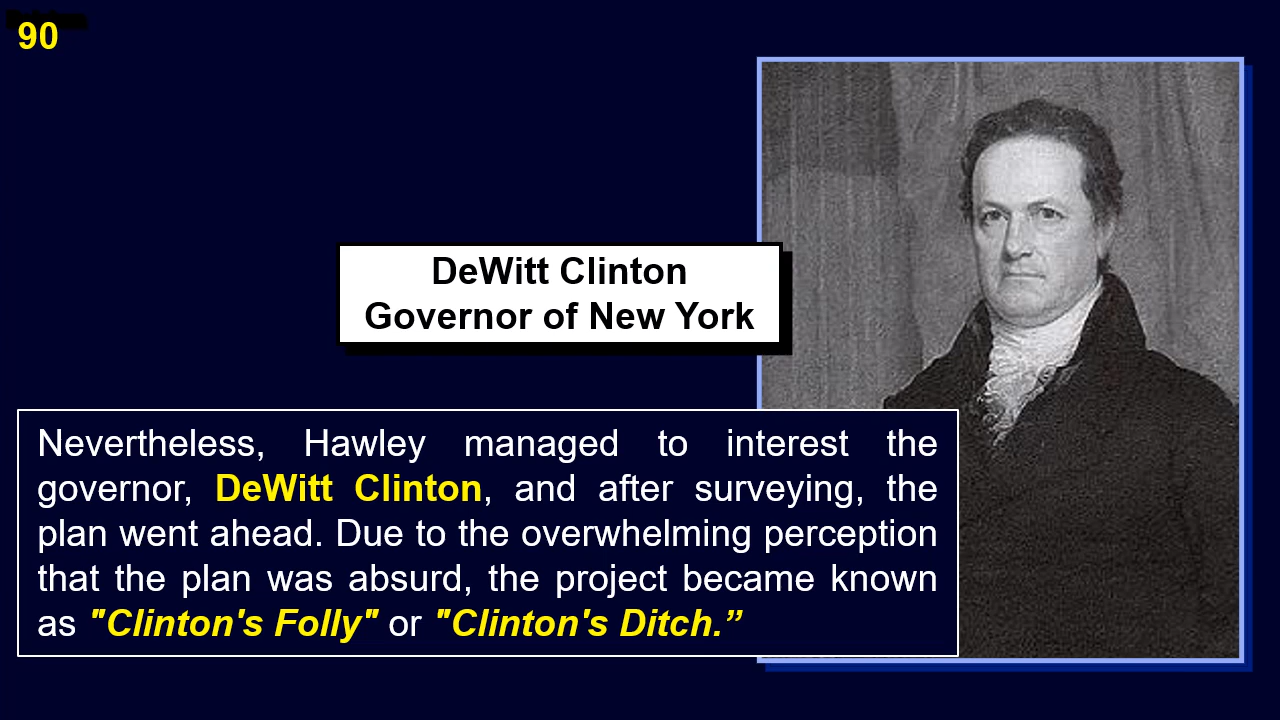 90
DeWitt Clinton
Governor of New York
Nevertheless, Hawley managed to interest the
governor, DeWitt Clinton, and after surveying, the
plan went ahead. Due to the overwhelming perception
that the plan was absurd, the project became known
as "Clinton's Folly" or "Clinton's Ditch.”